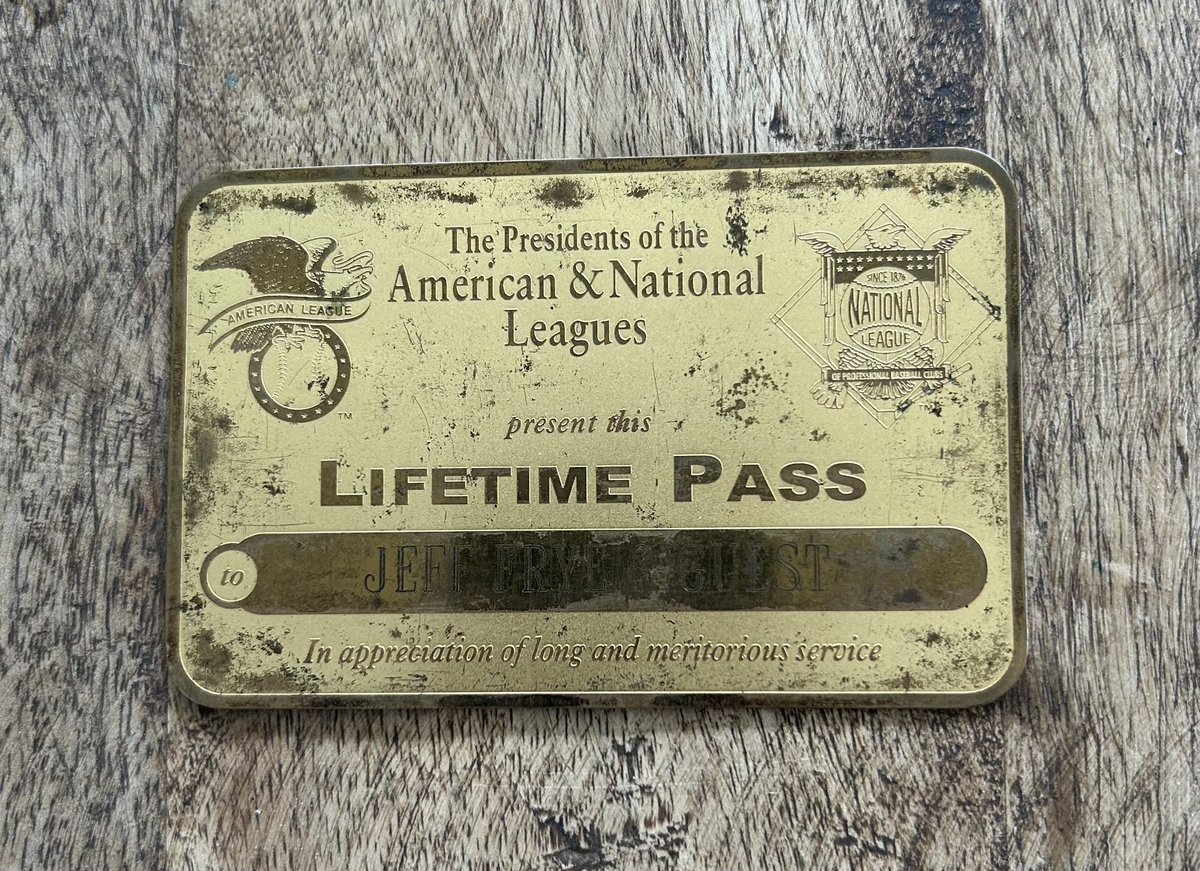 The Presidents of the
American & National
Leagues
AMERICAN LEAGUE
TM
SINCE 1876
NATIONAL
LEAGUE
OF PROFESSIONAL BASEBALL CLUBS
present this
LIFETIME PASS
to
JEFF FRYE & GUEST
In appreciation of long and meritorious service